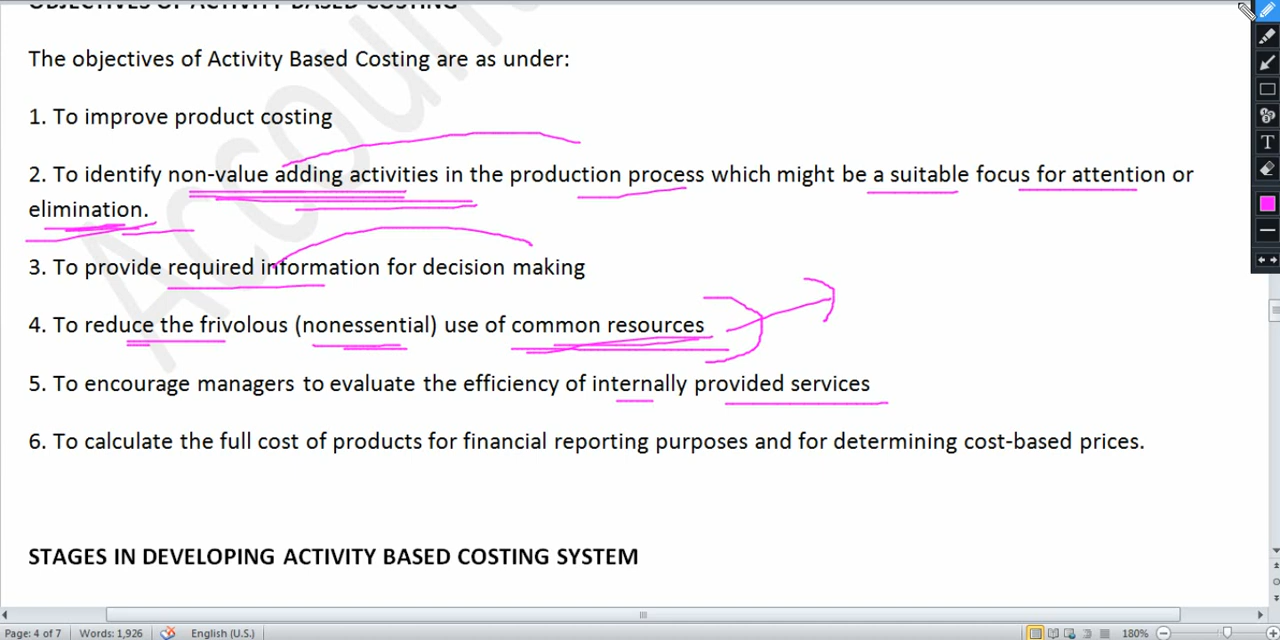 OBJECTIVES OF ACTIVITY BASED COSTING
The objectives of Activity Based Costing are as under:
1. To improve product costing
2. To identify non-value adding activities in the production process which might be a suitable focus for attention or
elimination.
3. To provide required information for decision making
4. To reduce the frivolous (nonessential) use of common resources
5. To encourage managers to evaluate the efficiency of internally provided services
6. To calculate the full cost of products for financial reporting purposes and for determining cost-based prices.
STAGES IN DEVELOPING ACTIVITY BASED COSTING SYSTEM
Page: 4 of 7 Words: 1,926 English (U.S.) 180%